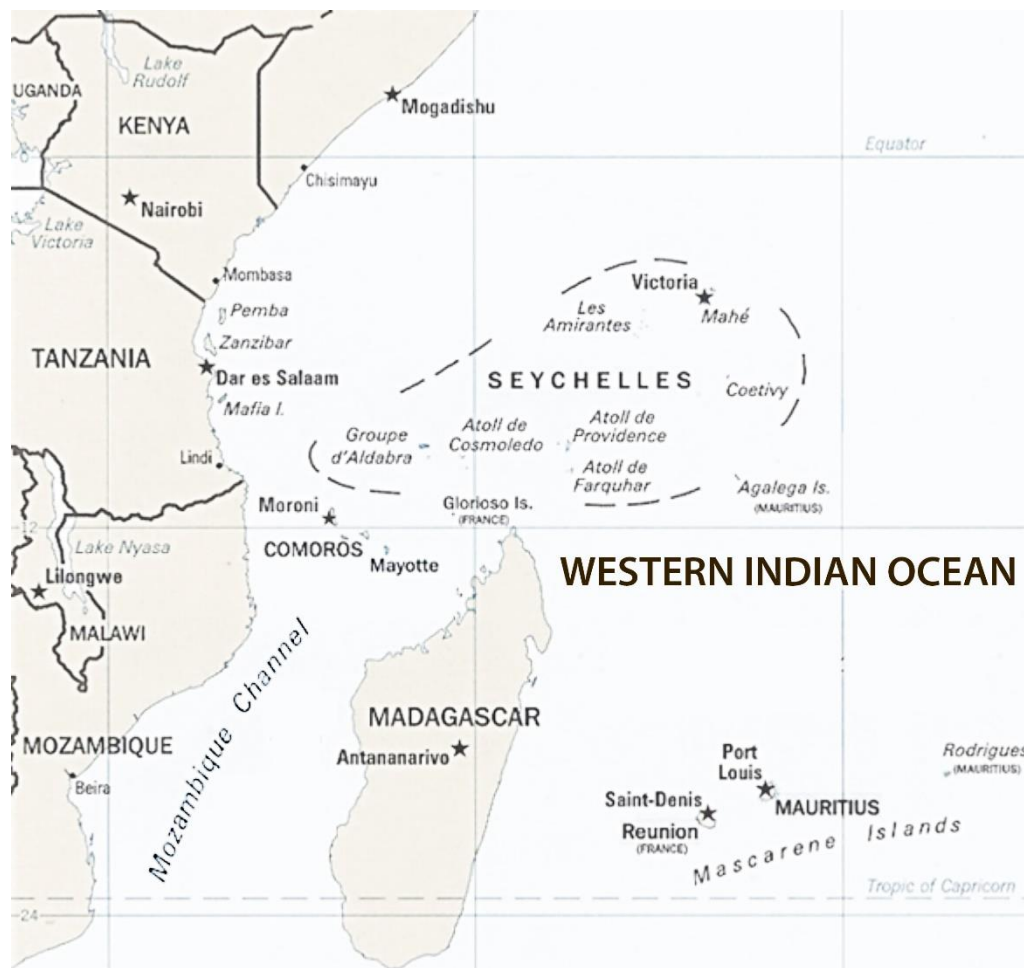 Lake
Rudolf
UGANDA
KENYA
Mogadishu
Equator
0
Chisimayu
Nairobi
Lake
Victoria
Mombasa
Victoria
Pemba
Les
Amirantes
Mahé
Zanzibar
TANZANIA
Dar es Salaam
SEYCHELLES
Coetivy
Mafia I.
Groupe
d'Aldabra
Atoll de
Cosmoledo
Atoll de
Providence
Lindi
Atoll de
Farquhar
Agalega Is.
(MAURITIUS)
Moroni
Glorioso Is.
(FRANCE)
12
Lake Nyasa
COMOROS
Mayotte
WESTERN INDIAN OCEAN
Lilongwe
MALAWI
Mozambique Channel
MADAGASCAR
MOZAMBIQUE
Antananarivo
Beira
Port
Louis
Rodrigues
(MAURITIUS)
Saint-Denis
MAURITIUS
Reunion
(FRANCE)
Mascarene Islands
Tropic of Capricorn
24